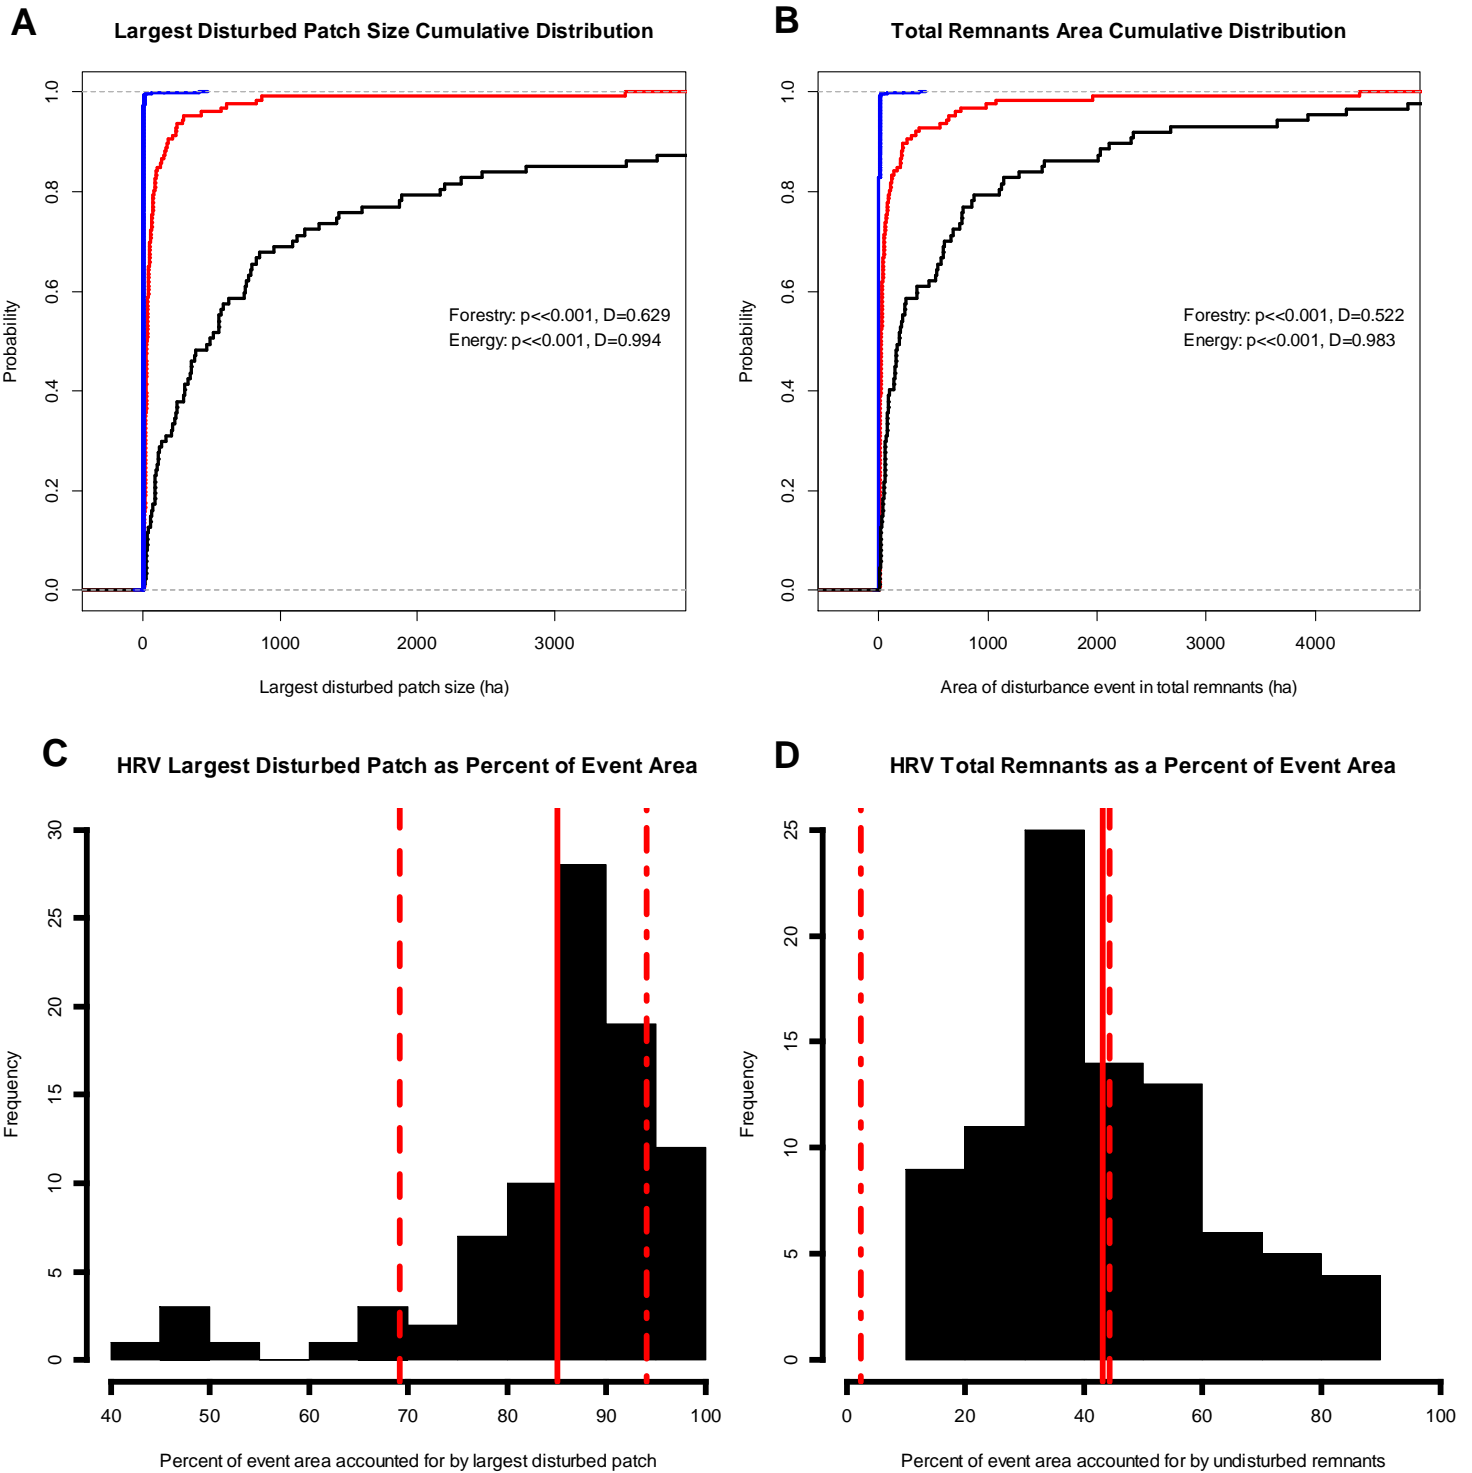 A
Largest Disturbed Patch Size Cumulative Distribution
Probability
0.0 0.2 0.4 0.6 0.8 1.0
Forestry: p<<0.001, D=0.629
Energy: p<<0.001, D=0.994
0 1000 2000 3000
Largest disturbed patch size (ha)
B
Total Remnants Area Cumulative Distribution
Probability
0.0 0.2 0.4 0.6 0.8 1.0
Forestry: p<<0.001, D=0.522
Energy: p<<0.001, D=0.983
0 1000 2000 3000 4000
Area of disturbance event in total remnants (ha)
C
HRV Largest Disturbed Patch as Percent of Event Area
Frequency
0 5 10 15 20 25 30
40 50 60 70 80 90 100
Percent of event area accounted for by largest disturbed patch
D
HRV Total Remnants as a Percent of Event Area
Frequency
0 5 10 15 20 25
0 20 40 60 80 100
Percent of event area accounted for by undisturbed remnants